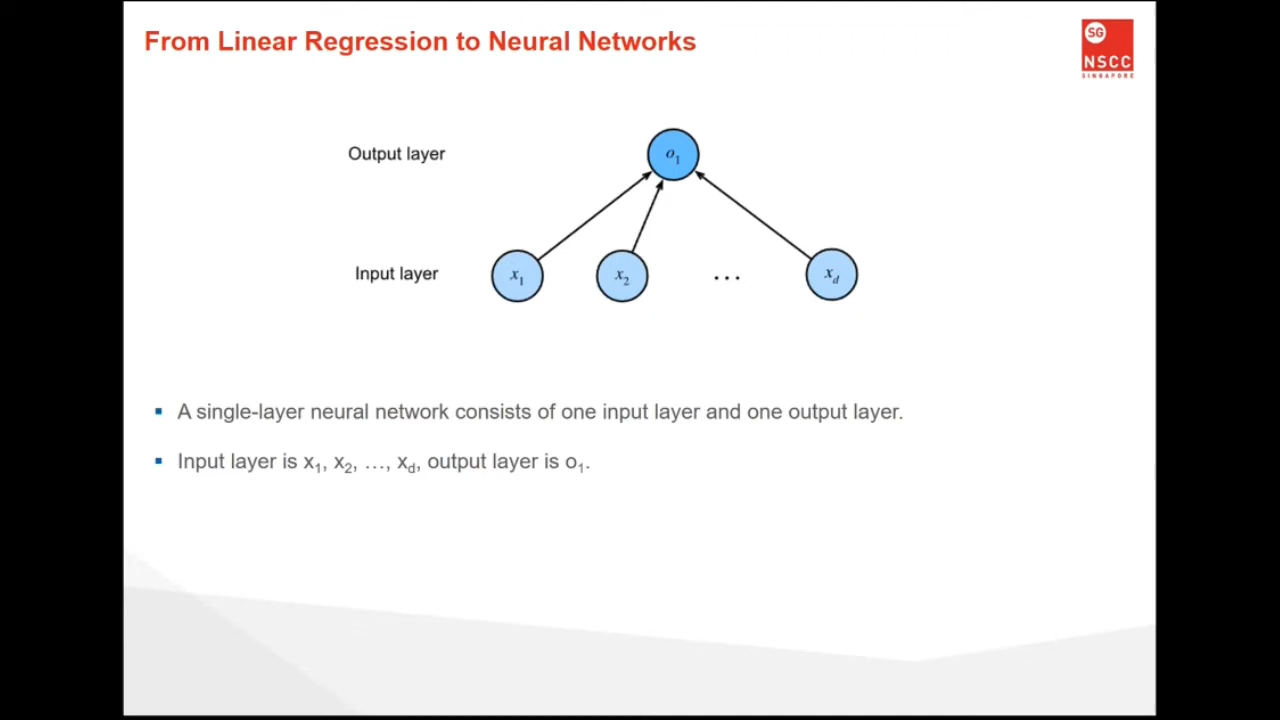 From Linear Regression to Neural Networks
SG
NSCC
SINGAPORE
Output layer
o₁
Input layer
x₁ x₂ ... x_d
▪ A single-layer neural network consists of one input layer and one output layer.
▪ Input layer is x₁, x₂, …, x_d, output layer is o₁.